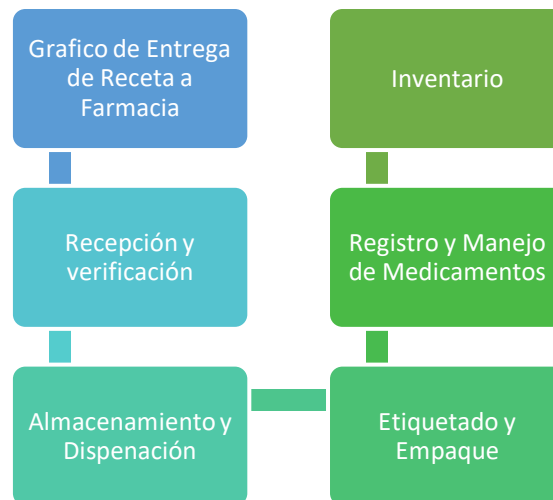 Grafico de Entrega
de Receta a
Farmacia
Recepción y
verificación
Almacenamiento y
Dispenación
Etiquetado y
Empaque
Registro y Manejo
de Medicamentos
Inventario